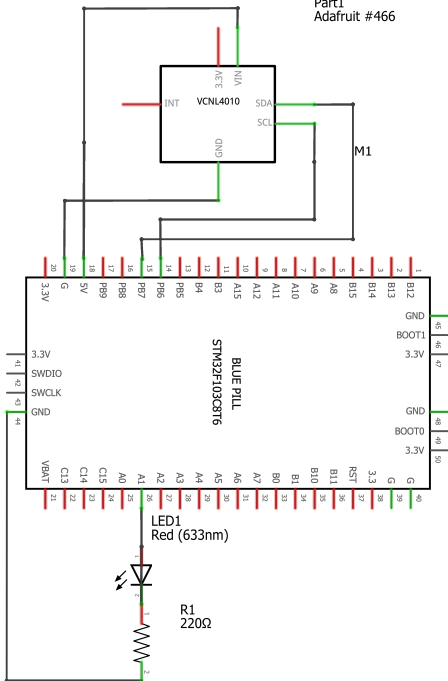 Part1
Adafruit #466
3.3V
VIN
INT
VCNL4010
SDA
SCL
GND
M1
20 19 18 17 16 15 14 13 12 11 10 9 8 7 6 5 4 3 2 1
3.3V G 5V PB9 PB8 PB7 PB6 PB5 B4 B3 A15 A12 A11 A10 A9 A8 B15 B14 B13 B12
GND
45
BOOT1
46
3.3V
47
3.3V
41
SWDIO
42
SWCLK
43
GND
44
BLUE PILL
STM32F103C8T6
GND
48
BOOT0
49
3.3V
50
VBAT C13 C14 C15 A0 A1 A2 A3 A4 A5 A6 A7 B0 B1 B10 B11 RST 3.3 G G
21 22 23 24 25 26 27 28 29 30 31 32 33 34 35 36 37 38 39 40
LED1
Red (633nm)
1
2
R1
220Ω
1
2